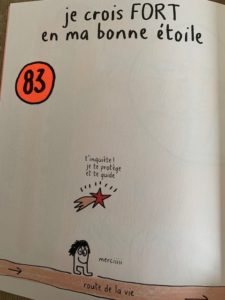 je crois FORT
en ma bonne étoile
83
t'inquiète !
je te protège
et te guide
merciiii
route de la vie